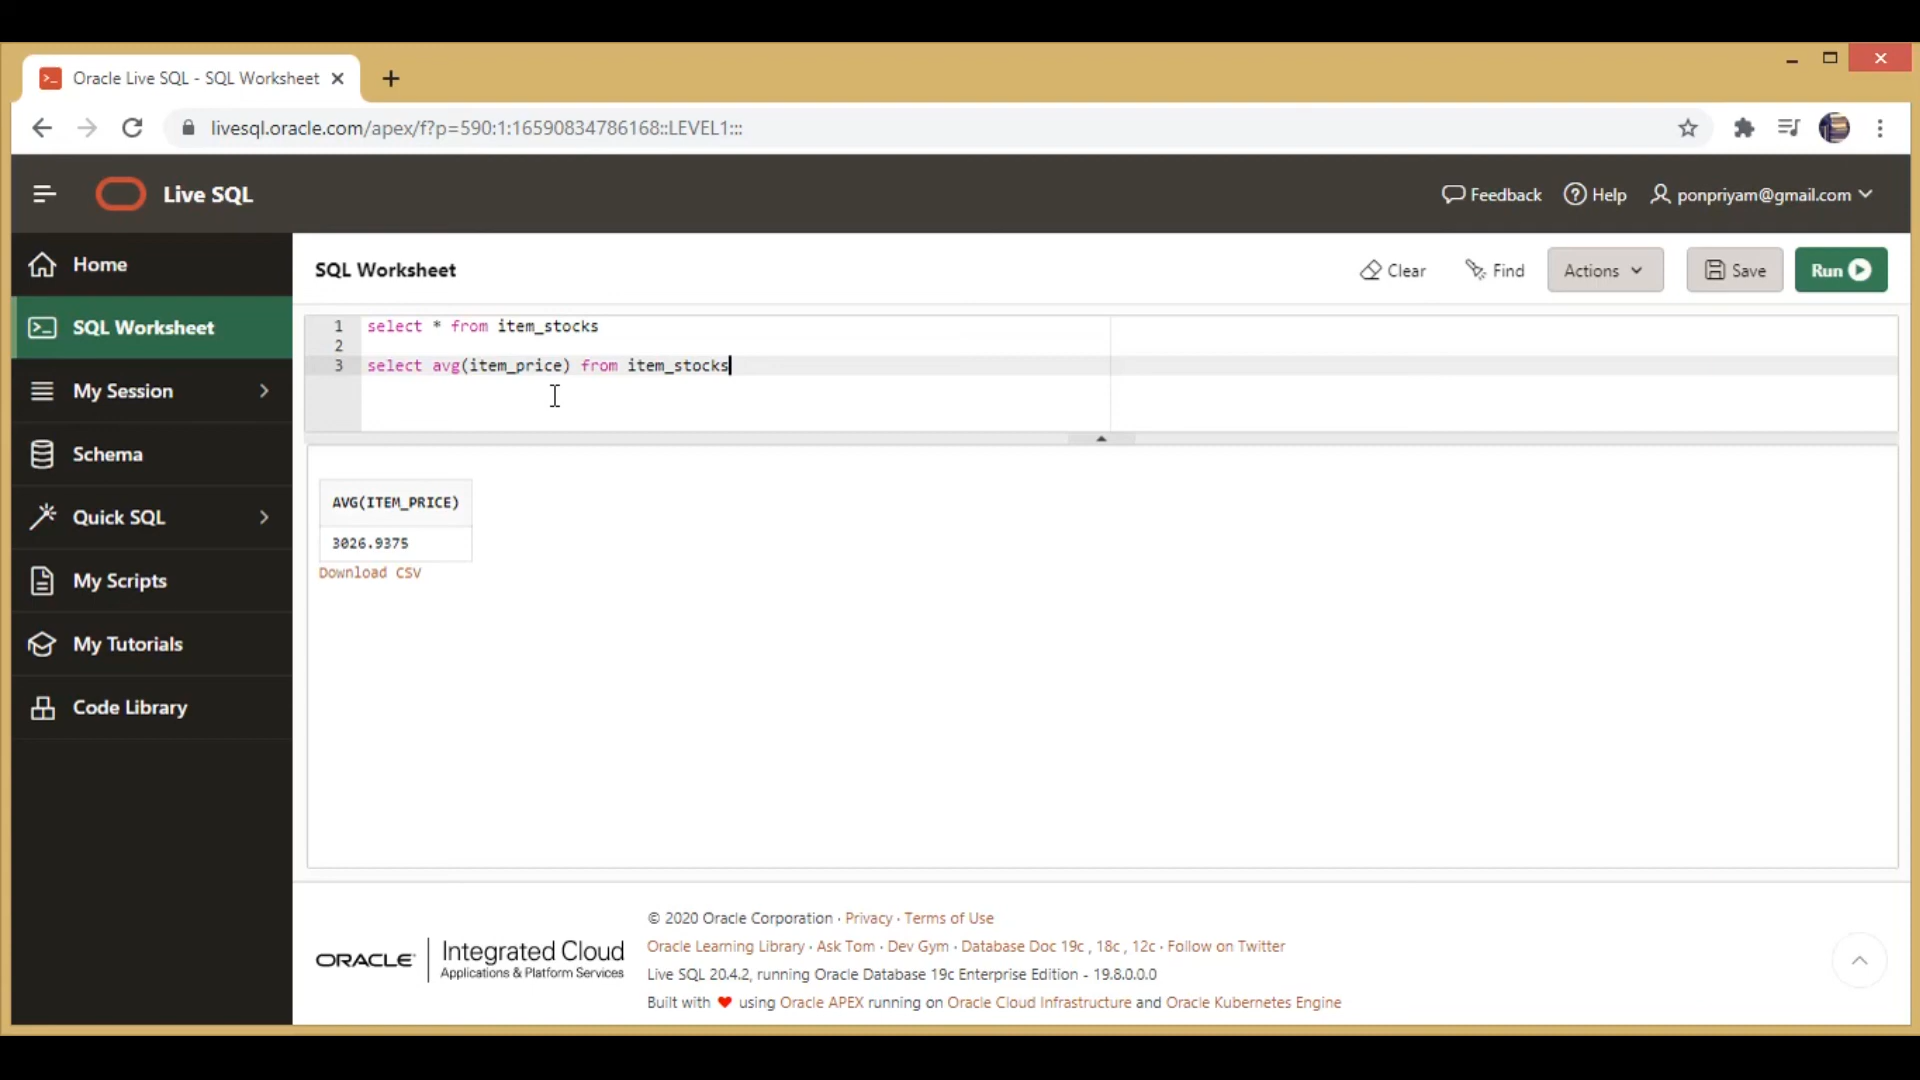 Oracle Live SQL - SQL Worksheet
livesql.oracle.com/apex/f?p=590:1:16590834786168::LEVEL1:::
Live SQL
Feedback
Help
ponpriyam@gmail.com
Home
SQL Worksheet
My Session
Schema
Quick SQL
My Scripts
My Tutorials
Code Library
SQL Worksheet
Clear
Find
Actions
Save
Run
1 select * from item_stocks
2
3 select avg(item_price) from item_stocks
AVG(ITEM_PRICE)
3026.9375
Download CSV
ORACLE Integrated Cloud
Applications & Platform Services
© 2020 Oracle Corporation · Privacy · Terms of Use
Oracle Learning Library · Ask Tom · Dev Gym · Database Doc 19c , 18c , 12c · Follow on Twitter
Live SQL 20.4.2, running Oracle Database 19c Enterprise Edition - 19.8.0.0.0
Built with ❤ using Oracle APEX running on Oracle Cloud Infrastructure and Oracle Kubernetes Engine